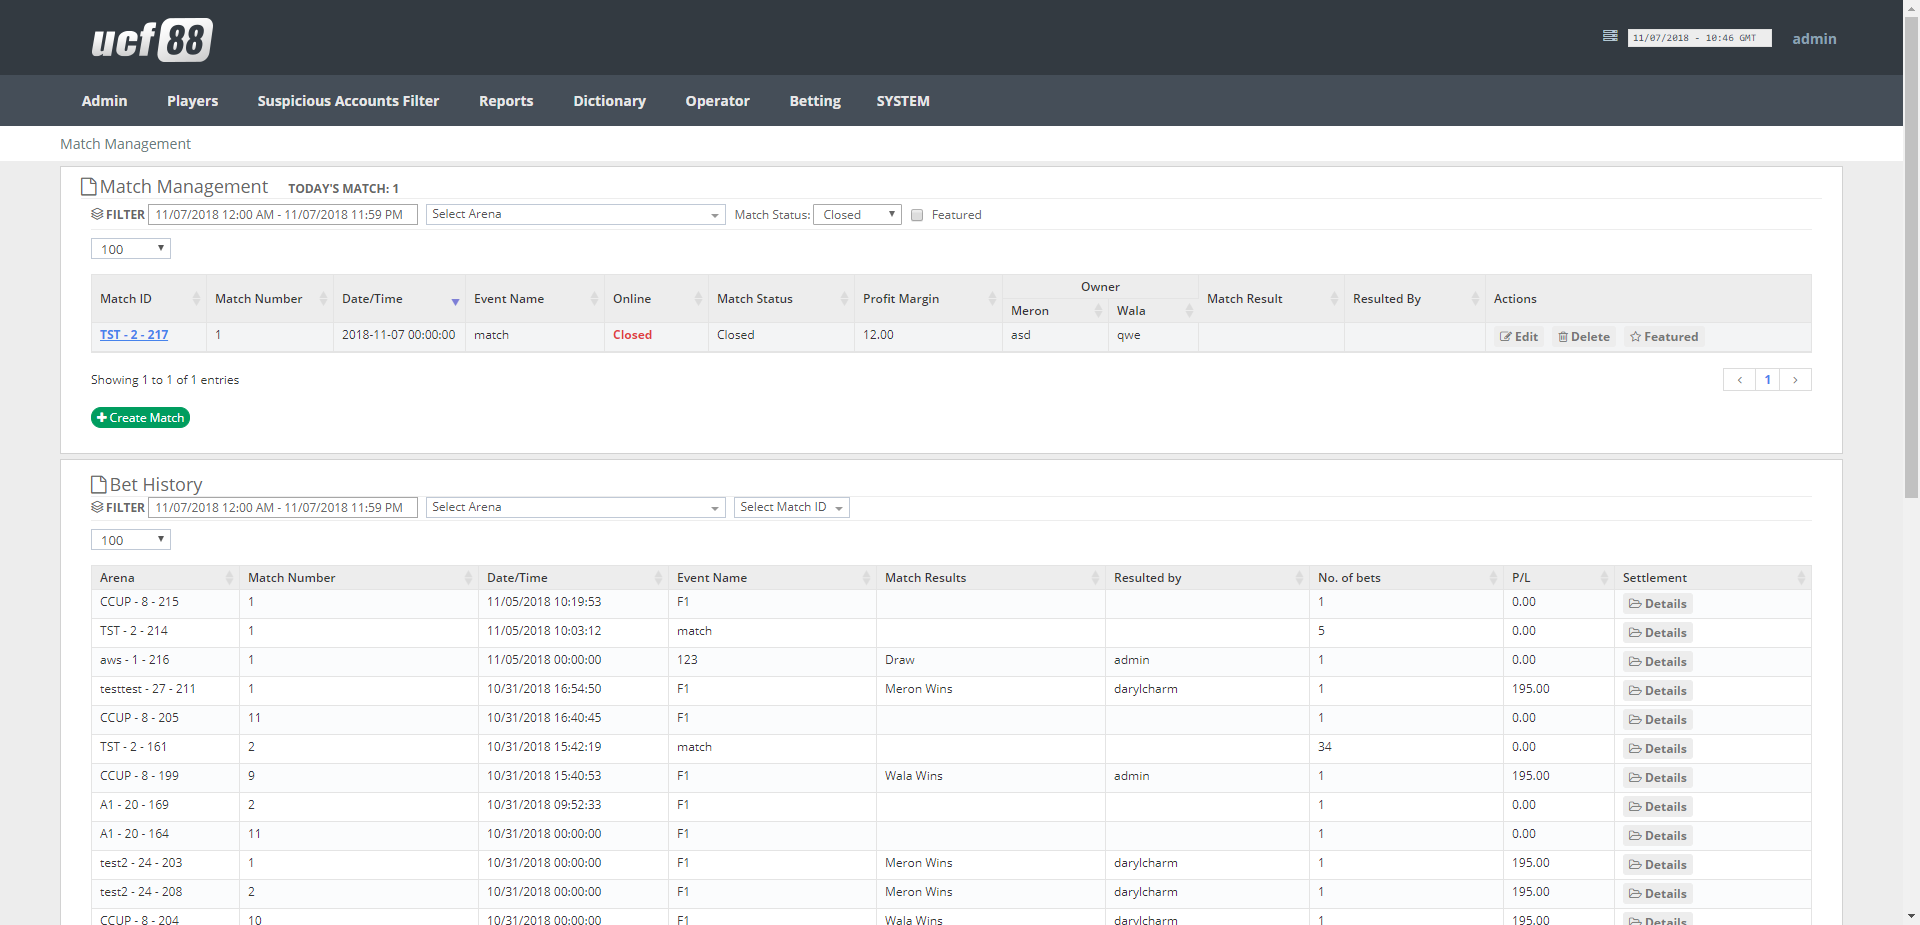 ucf 88
11/07/2018 - 10:46 GMT admin
Admin Players Suspicious Accounts Filter Reports Dictionary Operator Betting SYSTEM
Match Management
Match Management TODAY'S MATCH: 1
FILTER 11/07/2018 12:00 AM - 11/07/2018 11:59 PM Select Arena Match Status: Closed Featured
100
Match ID Match Number Date/Time Event Name Online Match Status Profit Margin Owner Match Result Resulted By Actions
Meron Wala
TST - 2 - 217 1 2018-11-07 00:00:00 match Closed Closed 12.00 asd qwe Edit Delete Featured
Showing 1 to 1 of 1 entries < 1 >
+ Create Match
Bet History
FILTER 11/07/2018 12:00 AM - 11/07/2018 11:59 PM Select Arena Select Match ID
100
Arena Match Number Date/Time Event Name Match Results Resulted by No. of bets P/L Settlement
CCUP - 8 - 215 1 11/05/2018 10:19:53 F1 1 0.00 Details
TST - 2 - 214 1 11/05/2018 10:03:12 match 5 0.00 Details
aws - 1 - 216 1 11/05/2018 00:00:00 123 Draw admin 1 0.00 Details
testtest - 27 - 211 1 10/31/2018 16:54:50 F1 Meron Wins darylcharm 1 195.00 Details
CCUP - 8 - 205 11 10/31/2018 16:40:45 F1 1 0.00 Details
TST - 2 - 161 2 10/31/2018 15:42:19 match 34 0.00 Details
CCUP - 8 - 199 9 10/31/2018 15:40:53 F1 Wala Wins admin 1 195.00 Details
A1 - 20 - 169 2 10/31/2018 09:52:33 F1 1 0.00 Details
A1 - 20 - 164 11 10/31/2018 00:00:00 F1 1 0.00 Details
test2 - 24 - 203 1 10/31/2018 00:00:00 F1 Meron Wins darylcharm 1 195.00 Details
test2 - 24 - 208 2 10/31/2018 00:00:00 F1 Meron Wins darylcharm 1 195.00 Details
CCUP - 8 - 204 10 10/31/2018 00:00:00 F1 Wala Wins darylcharm 1 195.00 Details